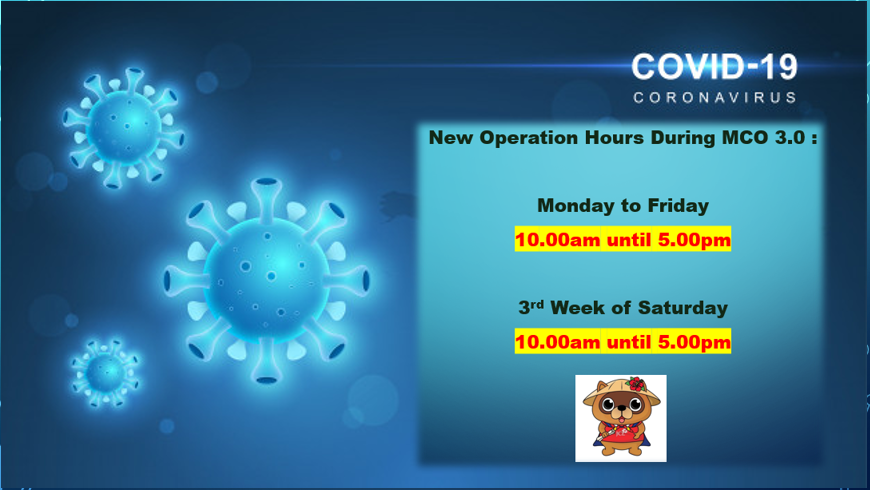 COVID-19
CORONAVIRUS
New Operation Hours During MCO 3.0 :
Monday to Friday
10.00am until 5.00pm
3rd Week of Saturday
10.00am until 5.00pm